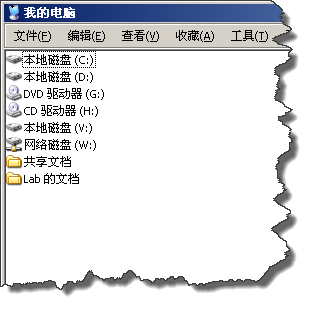 我的电脑
文件(F) 编辑(E) 查看(V) 收藏(A) 工具(T)
本地磁盘 (C:)
本地磁盘 (D:)
DVD 驱动器 (G:)
CD 驱动器 (H:)
本地磁盘 (V:)
网络磁盘 (W:)
共享文档
Lab 的文档